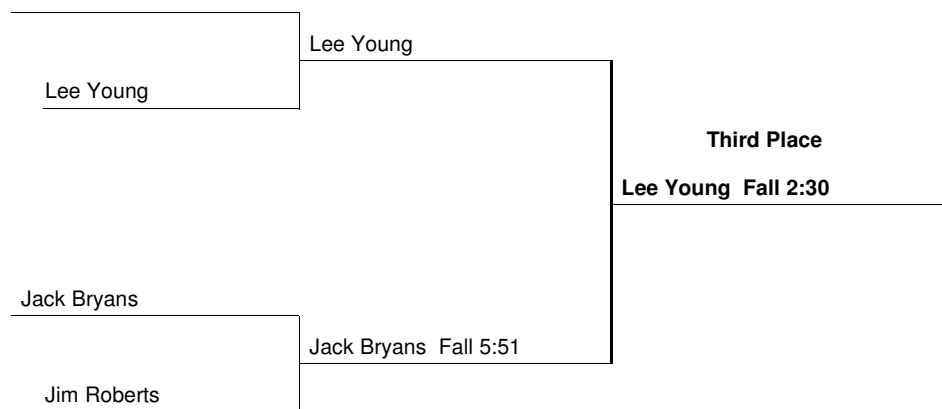 Lee Young
Lee Young
Third Place
Lee Young Fall 2:30
Jack Bryans
Jack Bryans Fall 5:51
Jim Roberts